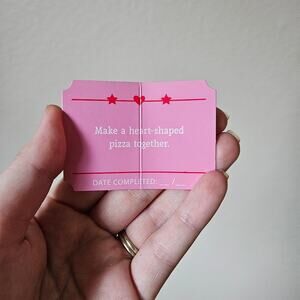 Make a heart-shaped
pizza together.
DATE COMPLETED: __ /__